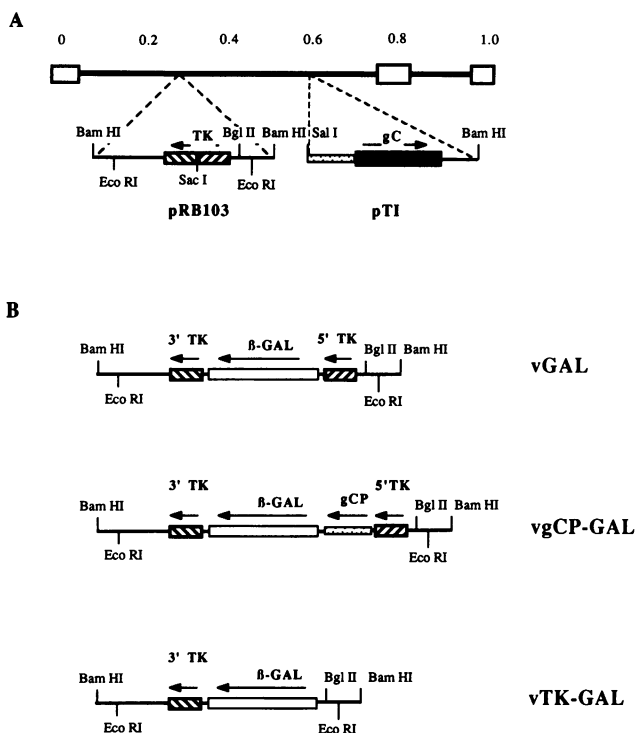 A
0 0.2 0.4 0.6 0.8 1.0
Bam HI TK Bgl II Bam HI Sal I gC Bam HI
Eco RI Sac I Eco RI
pRB103 pTI
B
3' TK ß-GAL 5' TK
Bam HI Bgl II Bam HI
vGAL
Eco RI Eco RI
3' TK ß-GAL gCP 5'TK
Bam HI Bgl II Bam HI
vgCP-GAL
Eco RI Eco RI
3' TK ß-GAL
Bam HI Bgl II Bam HI
vTK-GAL
Eco RI Eco RI